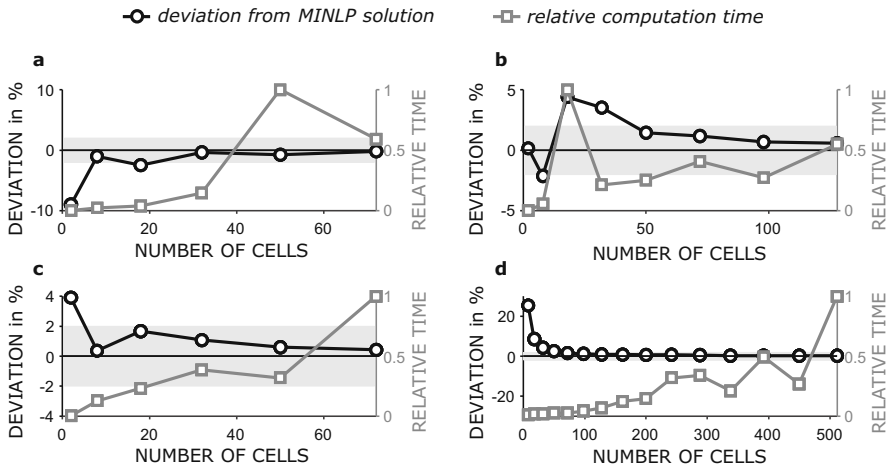 deviation from MINLP solution
relative computation time
a
10
0
-10
DEVIATION in %
1
0.5
0
RELATIVE TIME
0 20 40 60
NUMBER OF CELLS
b
5
0
-5
DEVIATION in %
1
0.5
0
RELATIVE TIME
0 50 100
NUMBER OF CELLS
c
4
2
0
-2
-4
DEVIATION in %
1
0.5
0
RELATIVE TIME
0 20 40 60
NUMBER OF CELLS
d
20
0
-20
DEVIATION in %
1
0.5
0
RELATIVE TIME
0 100 200 300 400 500
NUMBER OF CELLS